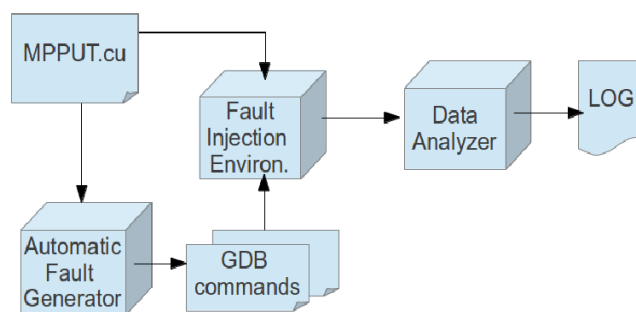 MPPUT.cu
Fault
Injection
Environ.
Data
Analyzer
LOG
Automatic
Fault
Generator
GDB
commands